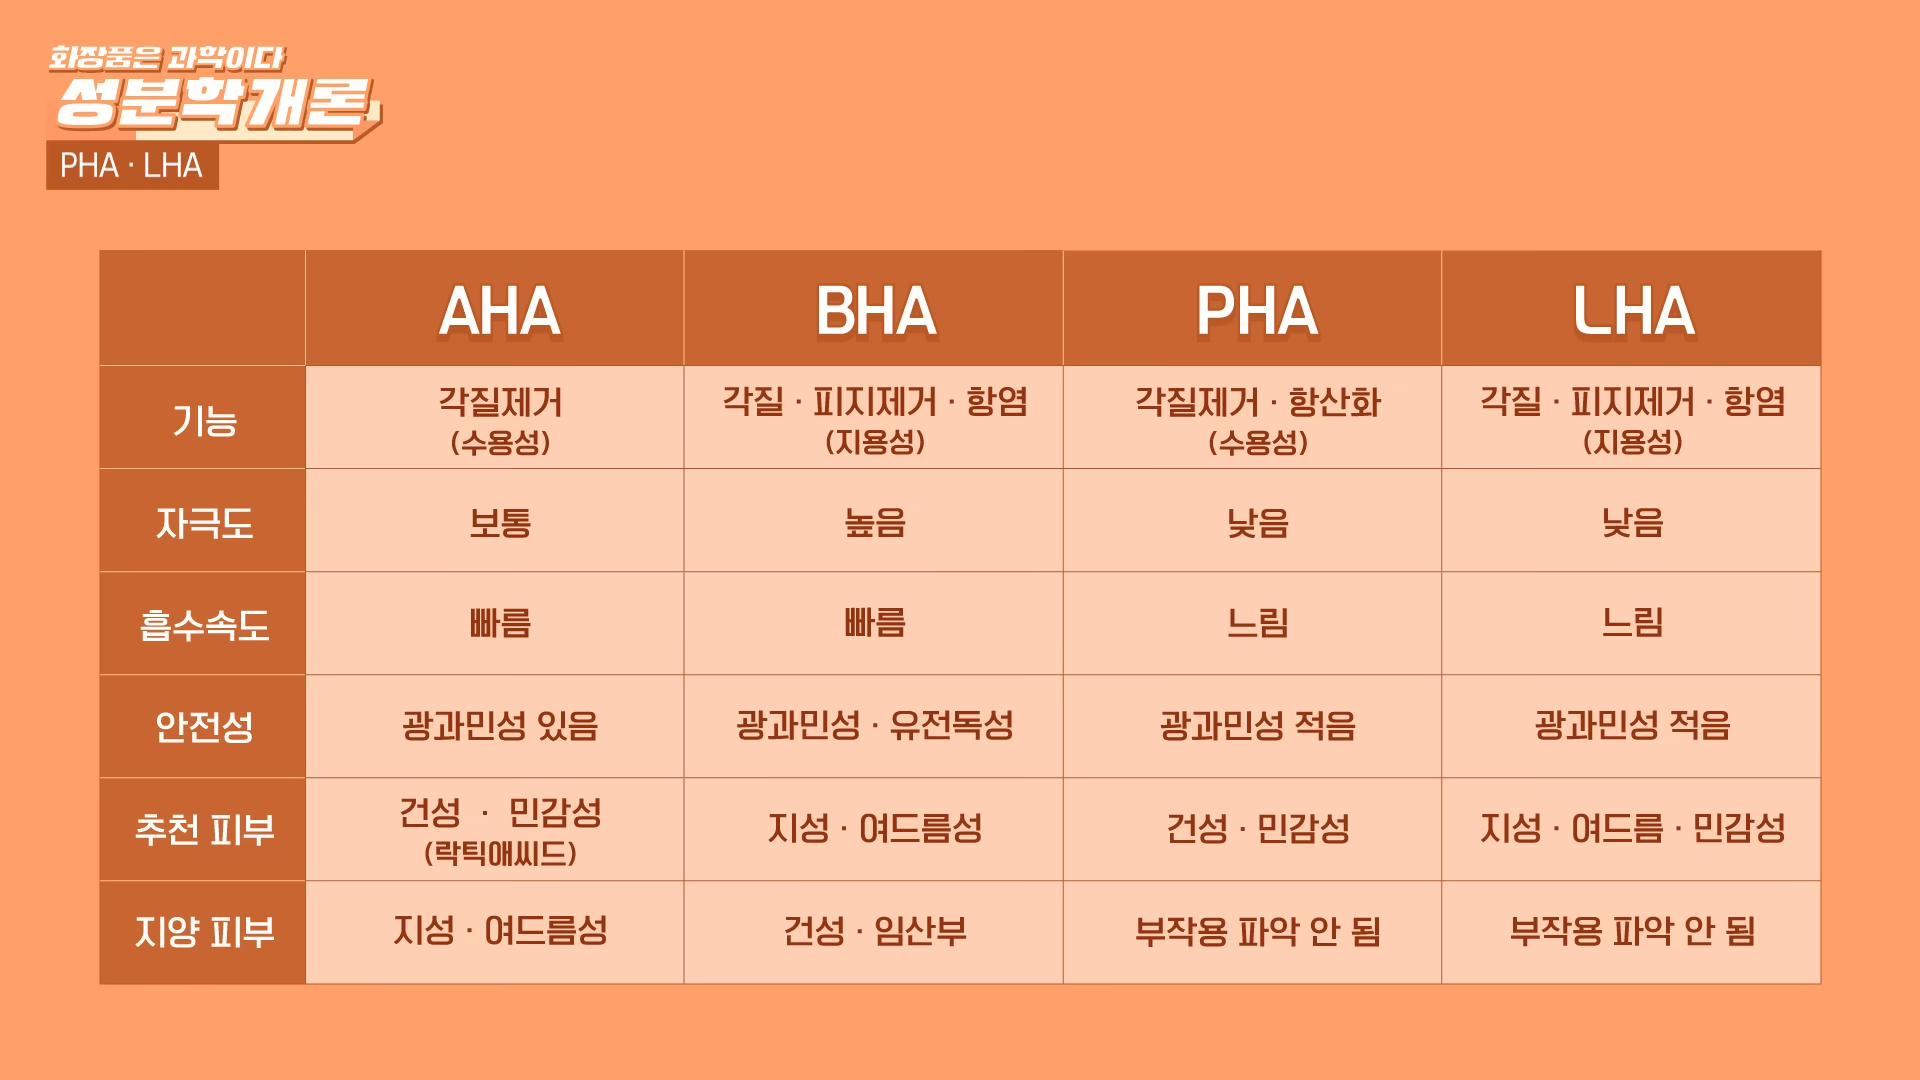 화장품은 과학이다
성분학개론
PHA · LHA
AHA BHA PHA LHA
기능 각질제거 각질 · 피지제거 · 항염 각질제거 · 항산화 각질 · 피지제거 · 항염
(수용성) (지용성) (수용성) (지용성)
자극도 보통 높음 낮음 낮음
흡수속도 빠름 빠름 느림 느림
안전성 광과민성 있음 광과민성 · 유전독성 광과민성 적음 광과민성 적음
추천 피부 건성 · 민감성 지성 · 여드름성 건성 · 민감성 지성 · 여드름 · 민감성
(락틱애씨드)
지양 피부 지성 · 여드름성 건성 · 임산부 부작용 파악 안 됨 부작용 파악 안 됨